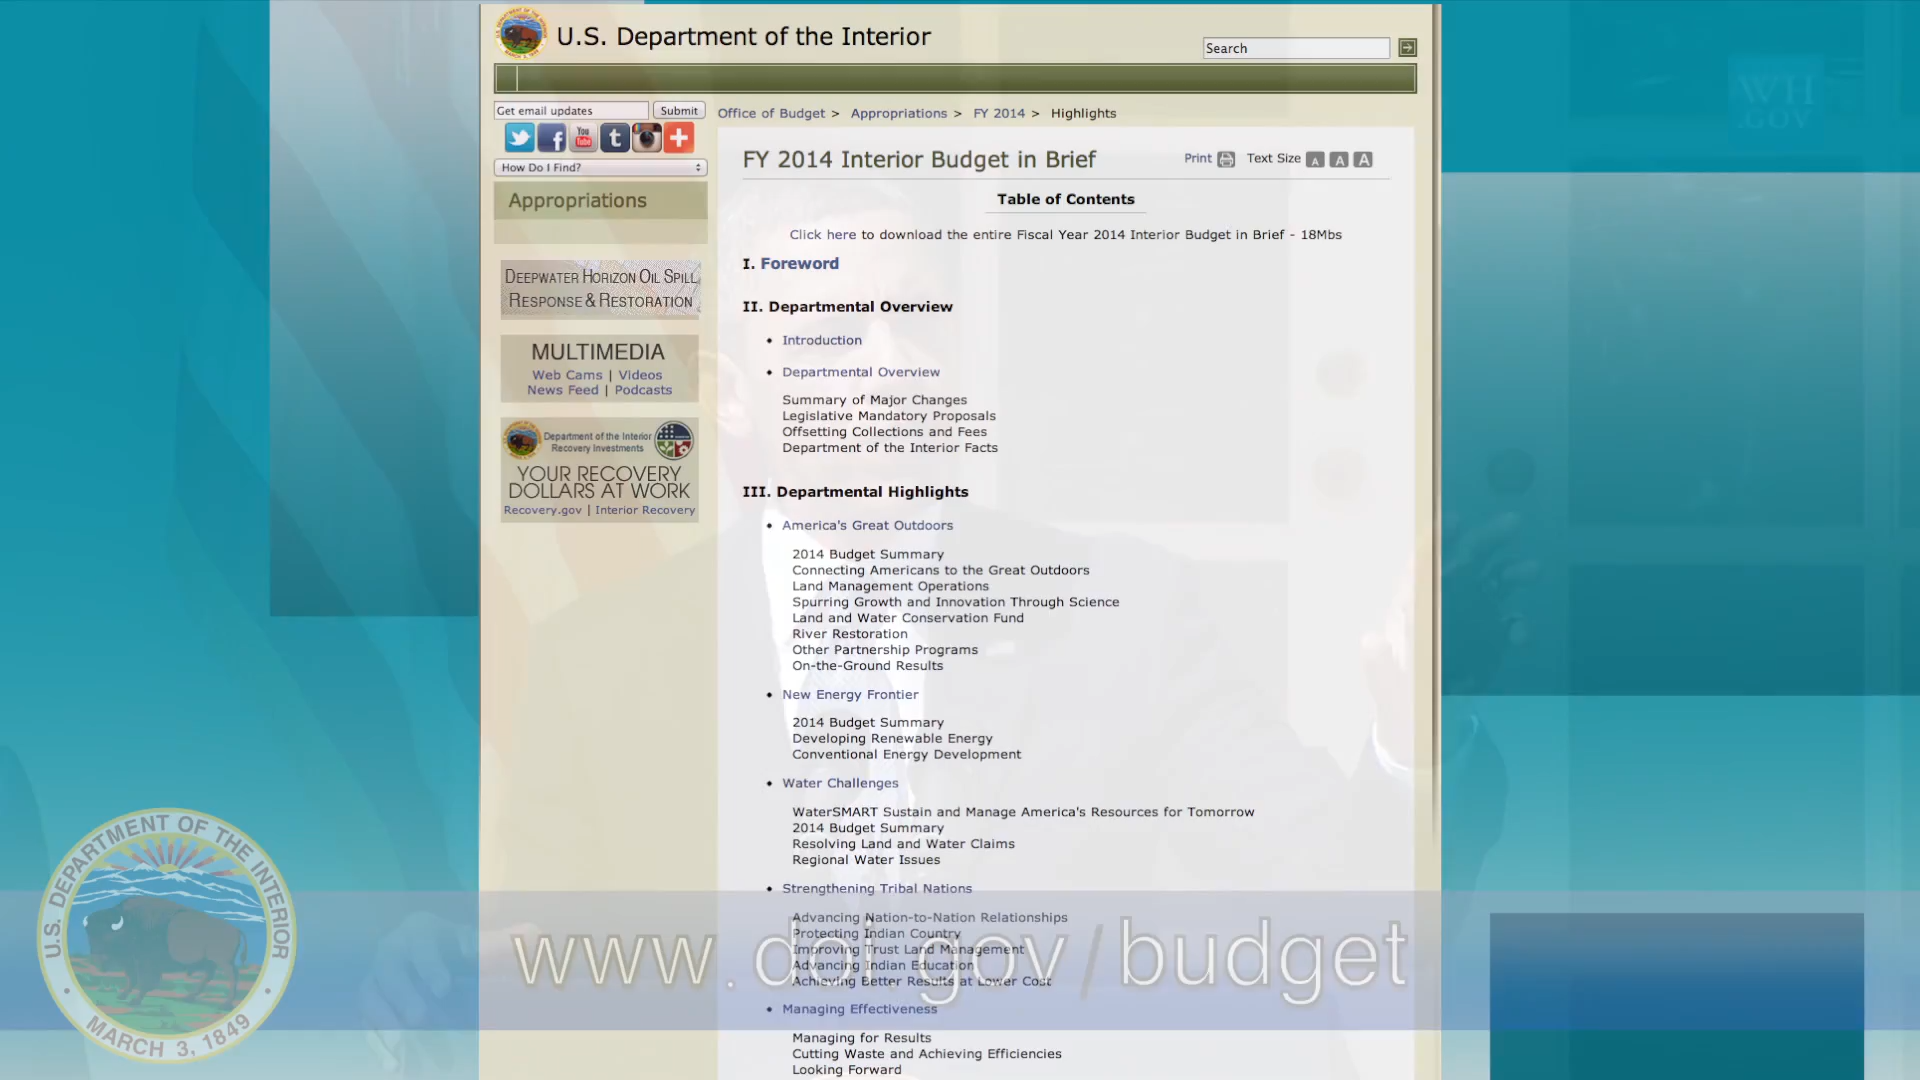 U.S. Department of the Interior
Search
WH
.GOV
Get email updates
Submit
Office of Budget > Appropriations > FY 2014 > Highlights
How Do I Find?
FY 2014 Interior Budget in Brief
Print
Text Size A A A
Appropriations
Table of Contents
Click here to download the entire Fiscal Year 2014 Interior Budget in Brief - 18Mbs
I. Foreword
DEEPWATER HORIZON OIL SPILL
RESPONSE & RESTORATION
II. Departmental Overview
• Introduction
MULTIMEDIA
Web Cams | Videos
News Feed | Podcasts
• Departmental Overview
Summary of Major Changes
Legislative Mandatory Proposals
Offsetting Collections and Fees
Department of the Interior Facts
Department of the Interior
Recovery Investments
YOUR RECOVERY
DOLLARS AT WORK
Recovery.gov | Interior Recovery
III. Departmental Highlights
• America's Great Outdoors
2014 Budget Summary
Connecting Americans to the Great Outdoors
Land Management Operations
Spurring Growth and Innovation Through Science
Land and Water Conservation Fund
River Restoration
Other Partnership Programs
On-the-Ground Results
• New Energy Frontier
2014 Budget Summary
Developing Renewable Energy
Conventional Energy Development
• Water Challenges
WaterSMART Sustain and Manage America's Resources for Tomorrow
2014 Budget Summary
Resolving Land and Water Claims
Regional Water Issues
• Strengthening Tribal Nations
Advancing Nation-to-Nation Relationships
Protecting Indian Country
Improving Trust Land Management
Advancing Indian Education
Achieving Better Results at Lower Cost
• Managing Effectiveness
Managing for Results
Cutting Waste and Achieving Efficiencies
Looking Forward
www.doi.gov/budget
U.S. DEPARTMENT OF THE INTERIOR
MARCH 3, 1849